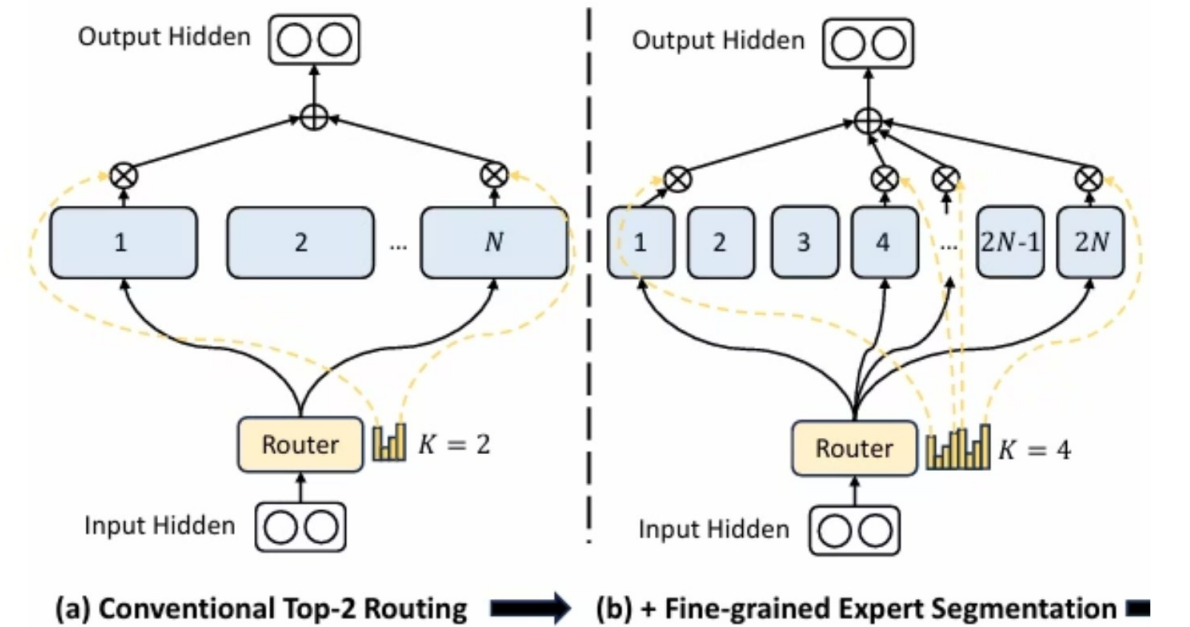 Output Hidden
1 2 ... N
Router K = 2
Input Hidden
(a) Conventional Top-2 Routing
Output Hidden
1 2 3 4 ... 2N-1 2N
Router K = 4
Input Hidden
(b) + Fine-grained Expert Segmentation